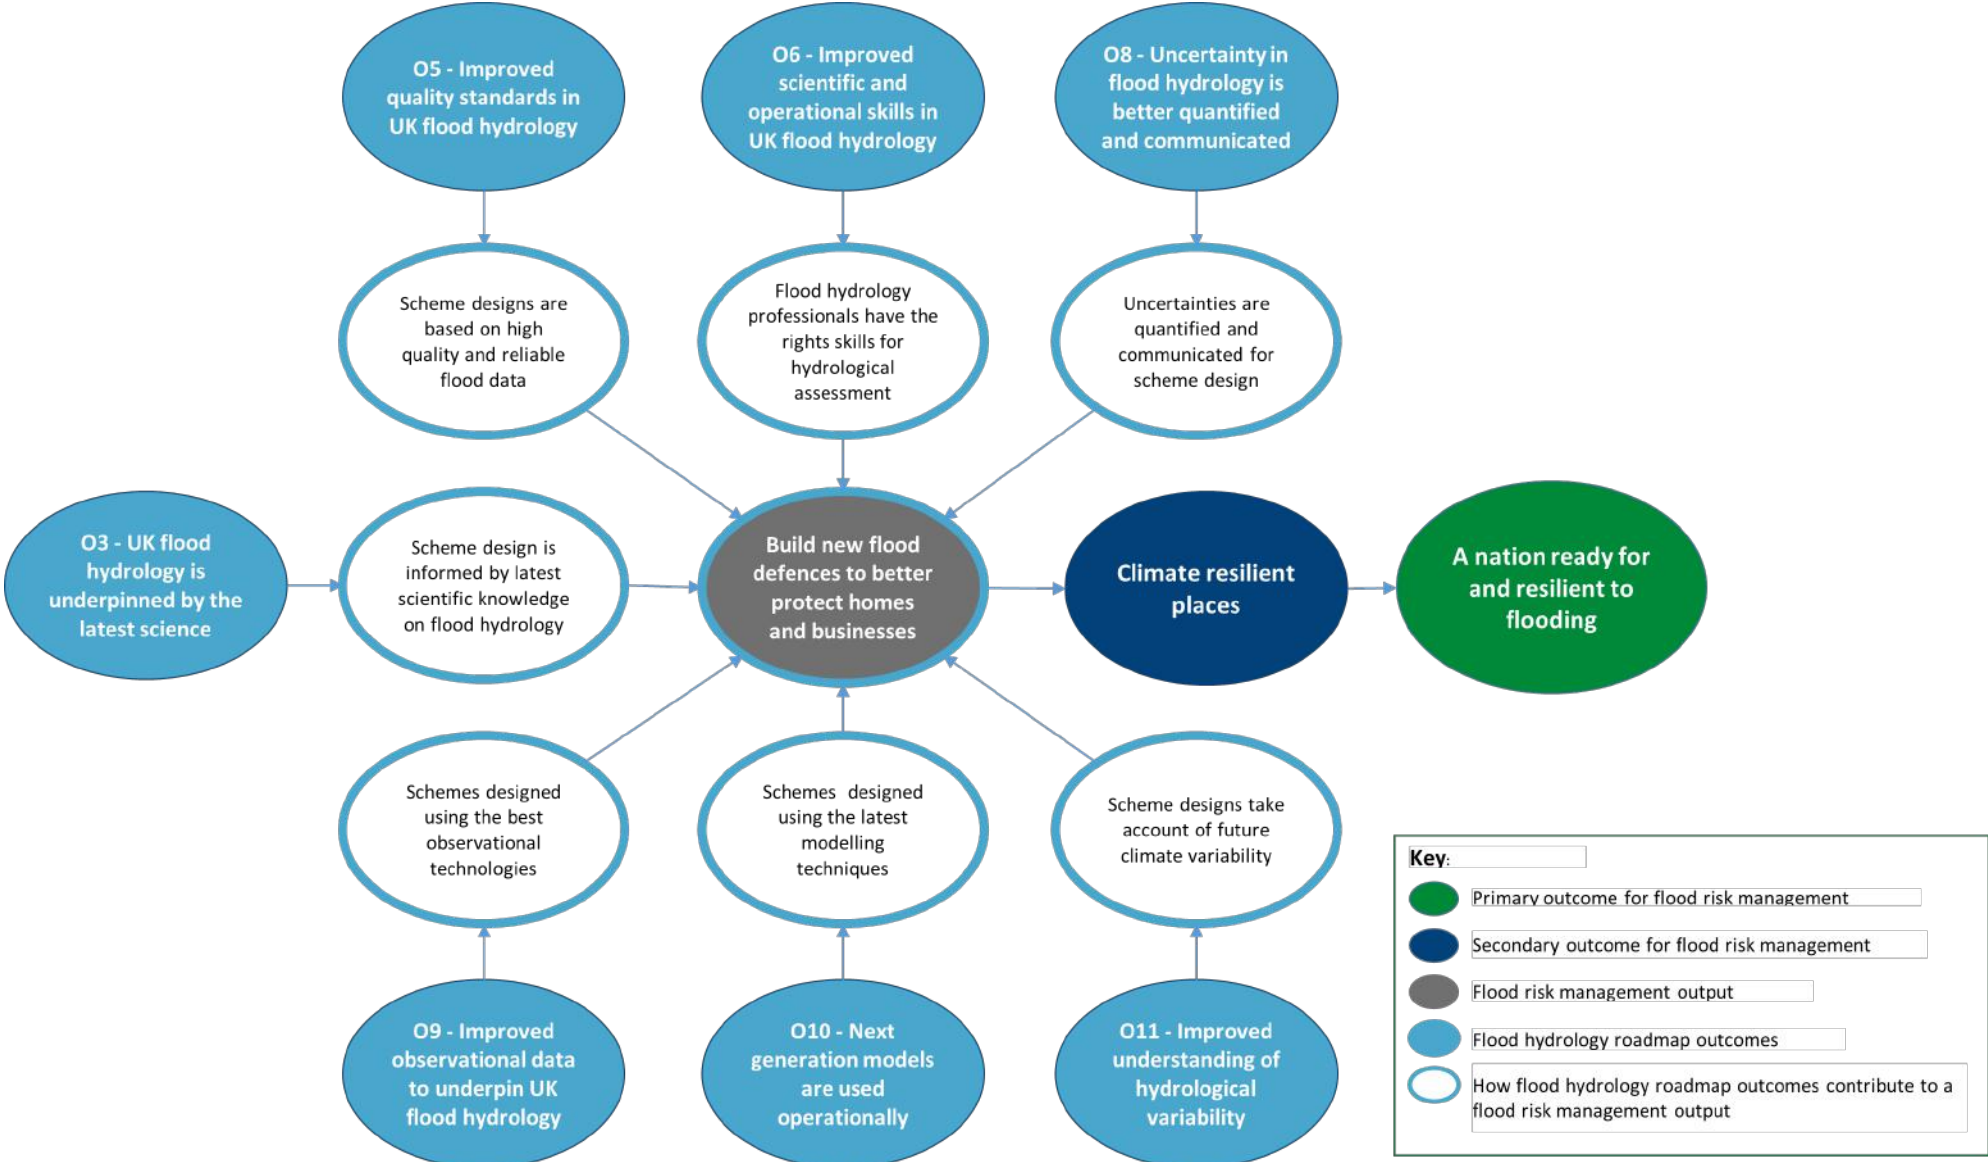 O5 - Improved
quality standards in
UK flood hydrology
O6 - Improved
scientific and
operational skills in
UK flood hydrology
O8 - Uncertainty in
flood hydrology is
better quantified
and communicated
Scheme designs are
based on high
quality and reliable
flood data
Flood hydrology
professionals have the
rights skills for
hydrological
assessment
Uncertainties are
quantified and
communicated for
scheme design
O3 - UK flood
hydrology is
underpinned by the
latest science
Scheme design is
informed by latest
scientific knowledge
on flood hydrology
Build new flood
defences to better
protect homes
and businesses
Climate resilient
places
A nation ready for
and resilient to
flooding
Schemes designed
using the best
observational
technologies
Schemes designed
using the latest
modelling
techniques
Scheme designs take
account of future
climate variability
O9 - Improved
observational data
to underpin UK
flood hydrology
O10 - Next
generation models
are used
operationally
O11 - Improved
understanding of
hydrological
variability
Key:
Primary outcome for flood risk management
Secondary outcome for flood risk management
Flood risk management output
Flood hydrology roadmap outcomes
How flood hydrology roadmap outcomes contribute to a
flood risk management output